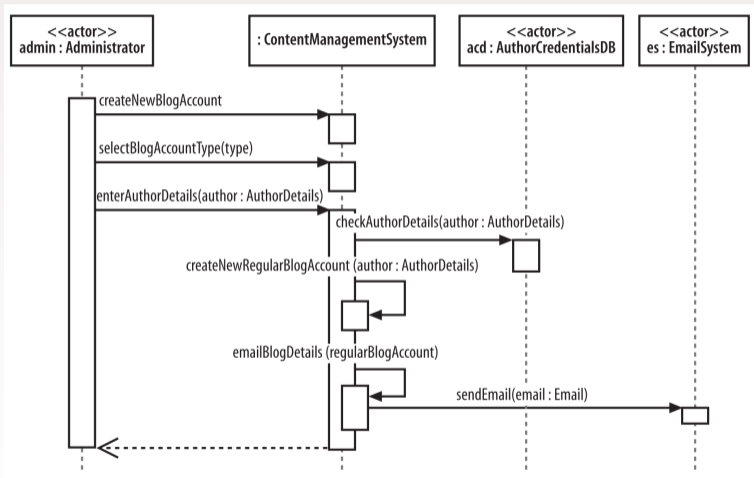 <<actor>>
admin : Administrator
: ContentManagementSystem
<<actor>>
acd : AuthorCredentialsDB
<<actor>>
es : EmailSystem
createNewBlogAccount
selectBlogAccountType(type)
enterAuthorDetails(author : AuthorDetails)
checkAuthorDetails(author : AuthorDetails)
createNewRegularBlogAccount (author : AuthorDetails)
emailBlogDetails (regularBlogAccount)
sendEmail(email : Email)